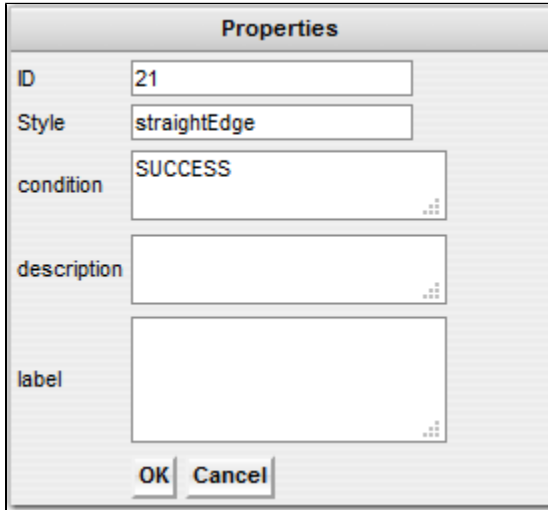 Properties
ID 21
Style straightEdge
condition SUCCESS
description
label
OK Cancel